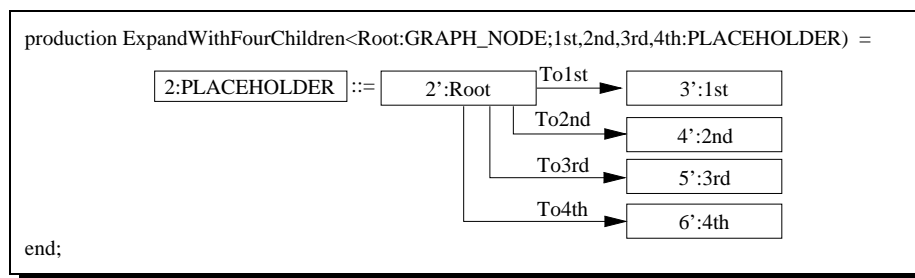 production ExpandWithFourChildren<Root:GRAPH_NODE;1st,2nd,3rd,4th:PLACEHOLDER) =
To1st
2:PLACEHOLDER ::= 2':Root 3':1st
To2nd
4':2nd
To3rd
5':3rd
To4th
6':4th
end;